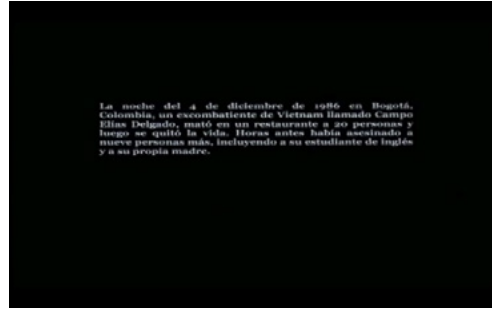 La noche del 4 de diciembre de 1986 en Bogotá,
Colombia, un excombatiente de Vietnam llamado Campo
Elías Delgado, mató en un restaurante a 20 personas y
luego se quitó la vida. Horas antes había asesinado a
nueve personas más, incluyendo a su estudiante de inglés
y a su propia madre.